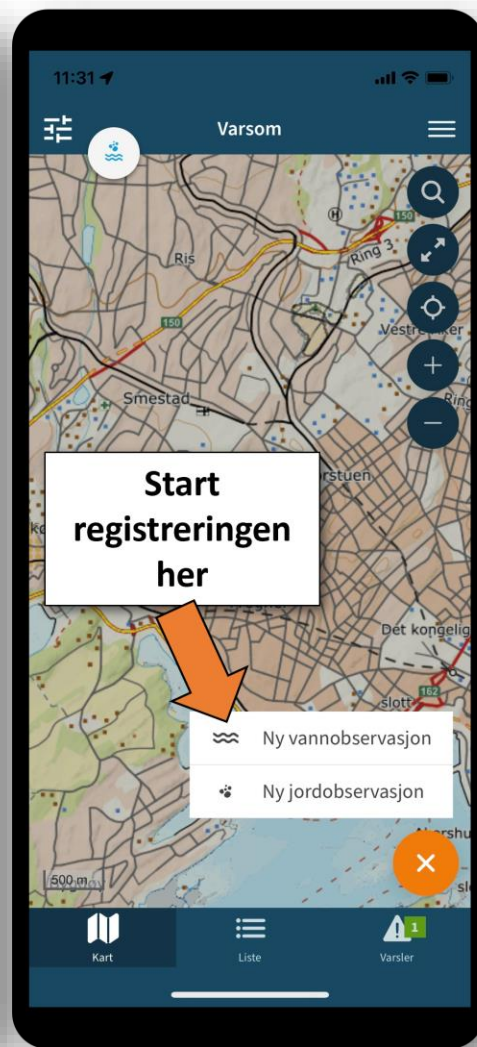 11:31
Varsom
150
Ring 3
Ris
150
Smestad
Start
registreringen
her
Det kongelig
slott
162
Ny vannobservasjon
Ny jordobservasjon
500 m
Kart
Liste
1
Varsler